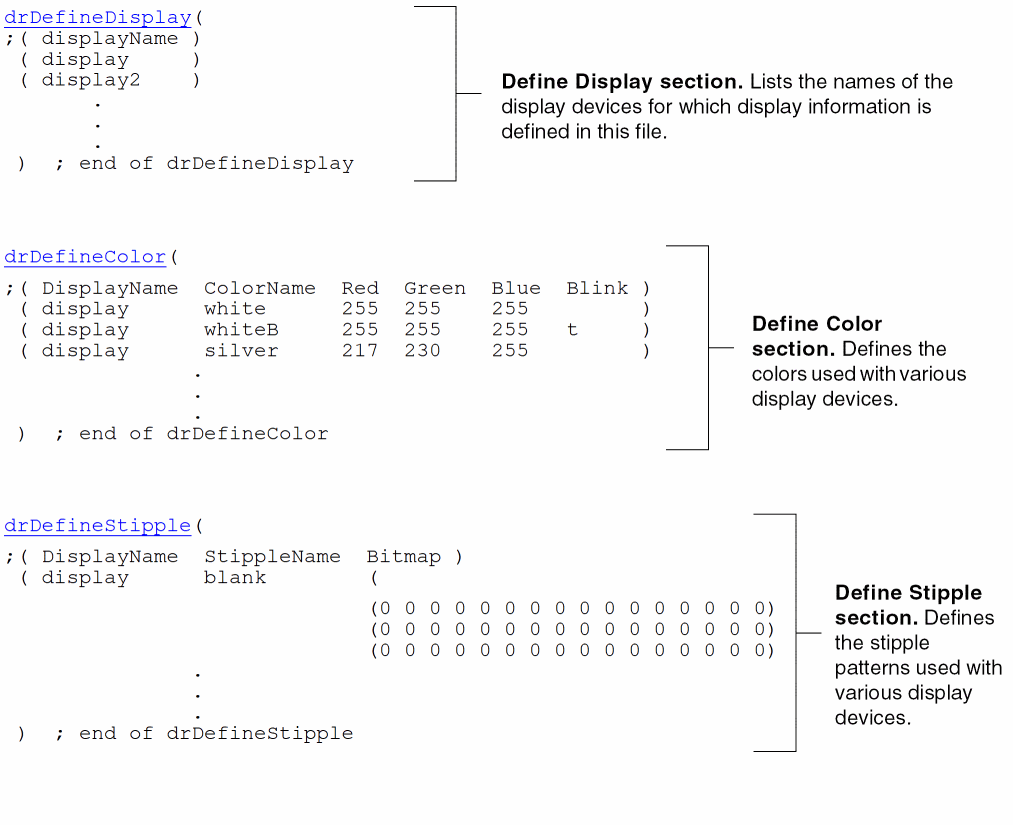 drDefineDisplay(
;( displayName )
( display )
( display2 )
.
.
.
) ; end of drDefineDisplay
Define Display section. Lists the names of the
display devices for which display information is
defined in this file.
drDefineColor(
;( DisplayName ColorName Red Green Blue Blink )
( display white 255 255 255 )
( display whiteB 255 255 255 t )
( display silver 217 230 255 )
.
.
.
) ; end of drDefineColor
Define Color
section. Defines the
colors used with various
display devices.
drDefineStipple(
;( DisplayName StippleName Bitmap )
( display blank (
(0 0 0 0 0 0 0 0 0 0 0 0 0 0 0 0)
(0 0 0 0 0 0 0 0 0 0 0 0 0 0 0 0)
(0 0 0 0 0 0 0 0 0 0 0 0 0 0 0 0)
.
.
.
) ; end of drDefineStipple
Define Stipple
section. Defines
the stipple
patterns used with
various display
devices.